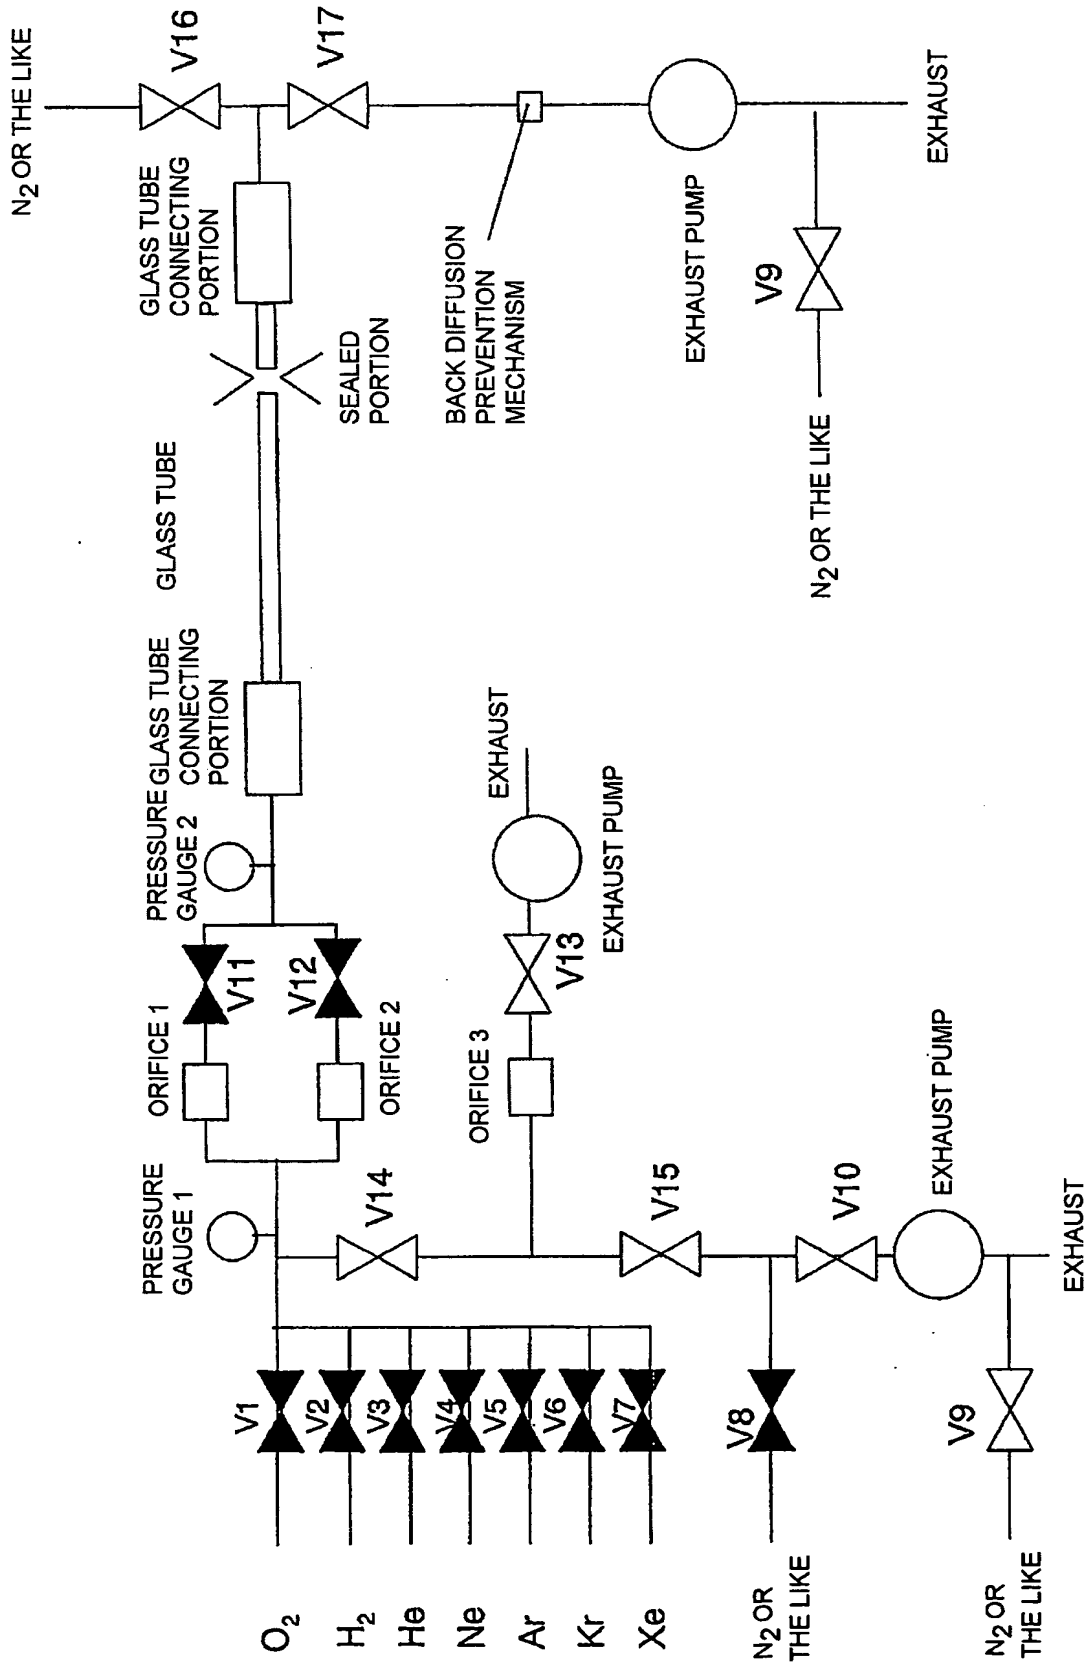 O2
H2
He
Ne
Ar
Kr
Xe
N2 OR
THE LIKE
N2 OR
THE LIKE
V1
V2
V3
V4
V5
V6
V7
V8
V9
PRESSURE
GAUGE 1
V14
V15
V10
EXHAUST PUMP
EXHAUST
ORIFICE 1
ORIFICE 2
ORIFICE 3
V11
V12
V13
EXHAUST PUMP
EXHAUST
PRESSURE
GAUGE 2
GLASS TUBE
CONNECTING
PORTION
GLASS TUBE
SEALED
PORTION
GLASS TUBE
CONNECTING
PORTION
BACK DIFFUSION
PREVENTION
MECHANISM
N2 OR THE LIKE
V16
V17
EXHAUST PUMP
EXHAUST
V9
N2 OR THE LIKE